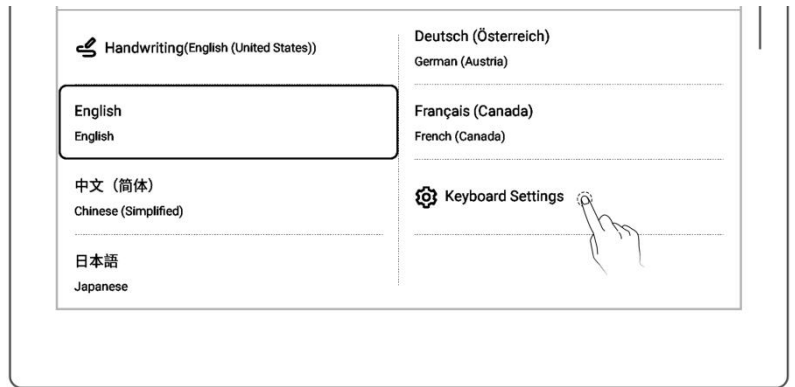 Handwriting(English (United States))
English
English
中文（简体）
Chinese (Simplified)
日本語
Japanese
Deutsch (Österreich)
German (Austria)
Français (Canada)
French (Canada)
Keyboard Settings